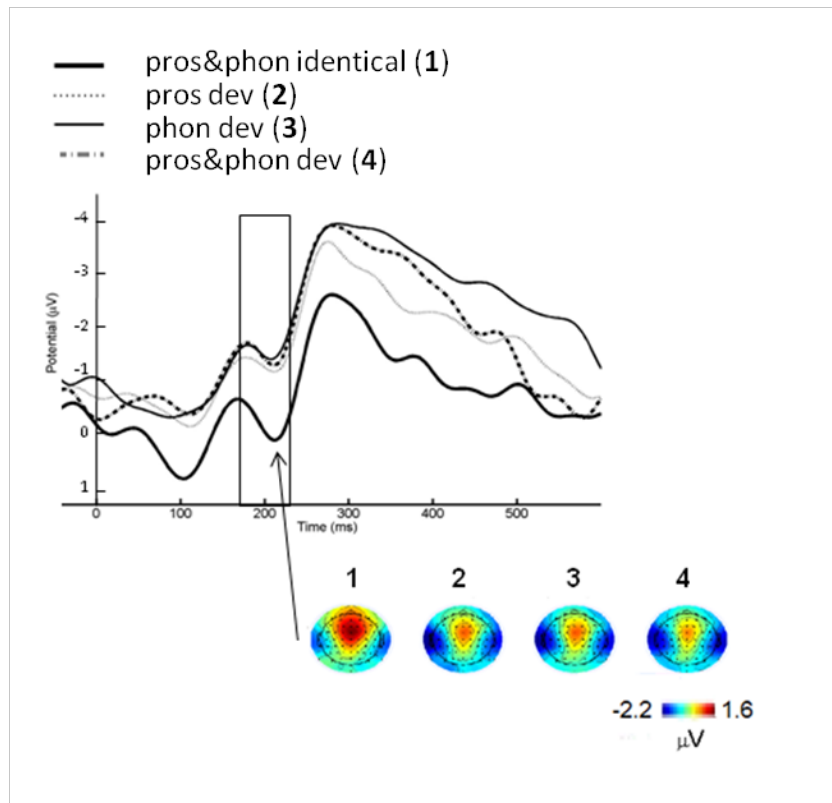 pros&phon identical (1)
pros dev (2)
phon dev (3)
pros&phon dev (4)
-4
-3
-2
-1
0
1
Potential (µV)
0 100 200 300 400 500
Time (ms)
1 2 3 4
-2.2 1.6
µV